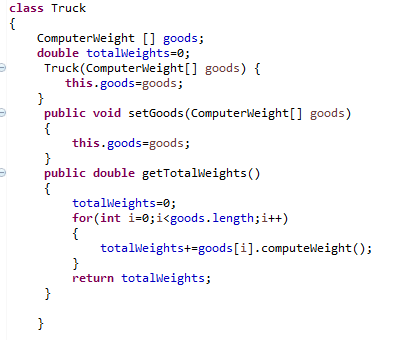 class Truck
{
    ComputerWeight [] goods;
    double totalWeights=0;
     Truck(ComputerWeight[] goods) {
        this.goods=goods;
    }
     public void setGoods(ComputerWeight[] goods)
     {
         this.goods=goods;
     }
     public double getTotalWeights()
     {
         totalWeights=0;
         for(int i=0;i<goods.length;i++)
         {
             totalWeights+=goods[i].computeWeight();
         }
         return totalWeights;
     }
    }